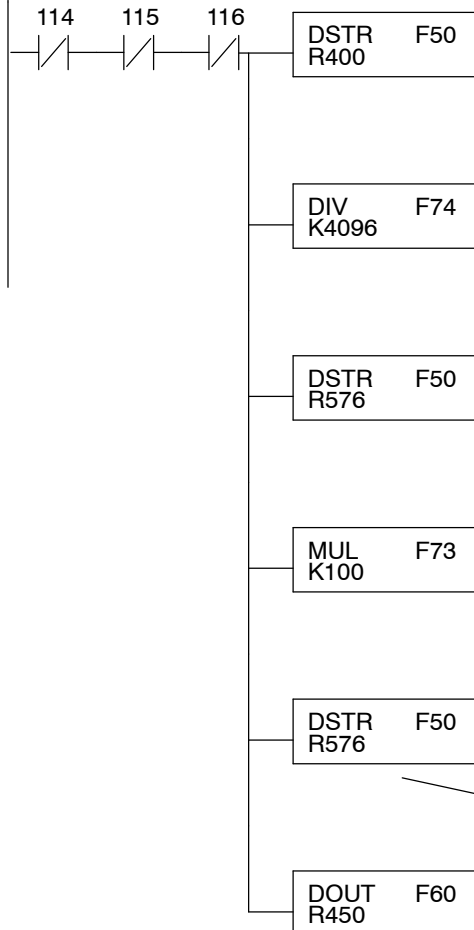 114 115 116
DSTR F50
R400
DIV F74
K4096
DSTR F50
R576
MUL F73
K100
DSTR F50
R576
DOUT F60
R450